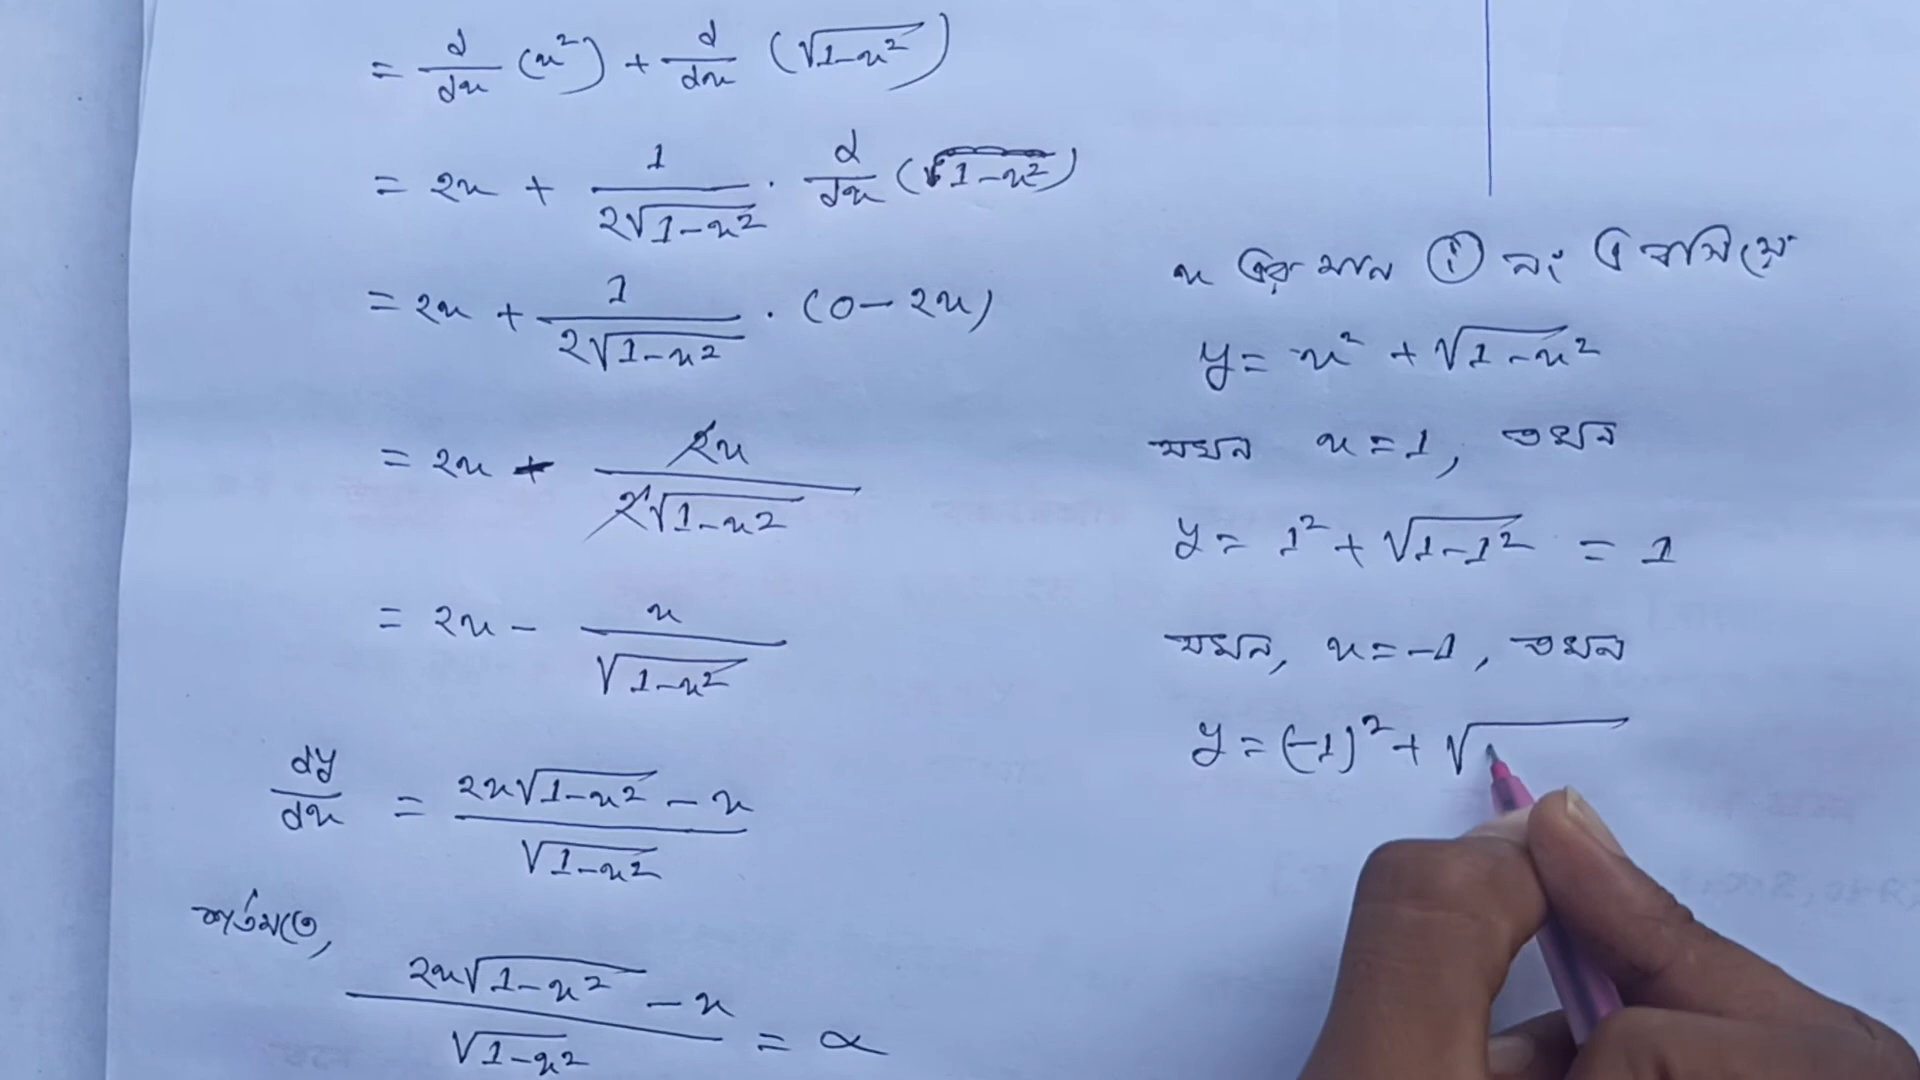 = d/dx (x²) + d/dx (√1-x²)
= 2x + 1/2√1-x² . d/dx (√1-x²)
= 2x + 1/2√1-x² . (0-2x)
= 2x - 2x/2√1-x²
= 2x - x/√1-x²
dy/dx = 2x√1-x² - x/√1-x²
শর্তমতে,
2x√1-x² - x/√1-x² = ∝
x এর মান (i) নং এ বসিয়ে
y = x² + √1-x²
যখন x = 1, তখন
y = 1² + √1-1² = 1
যখন, x = -1, তখন
y = (-1)² + √